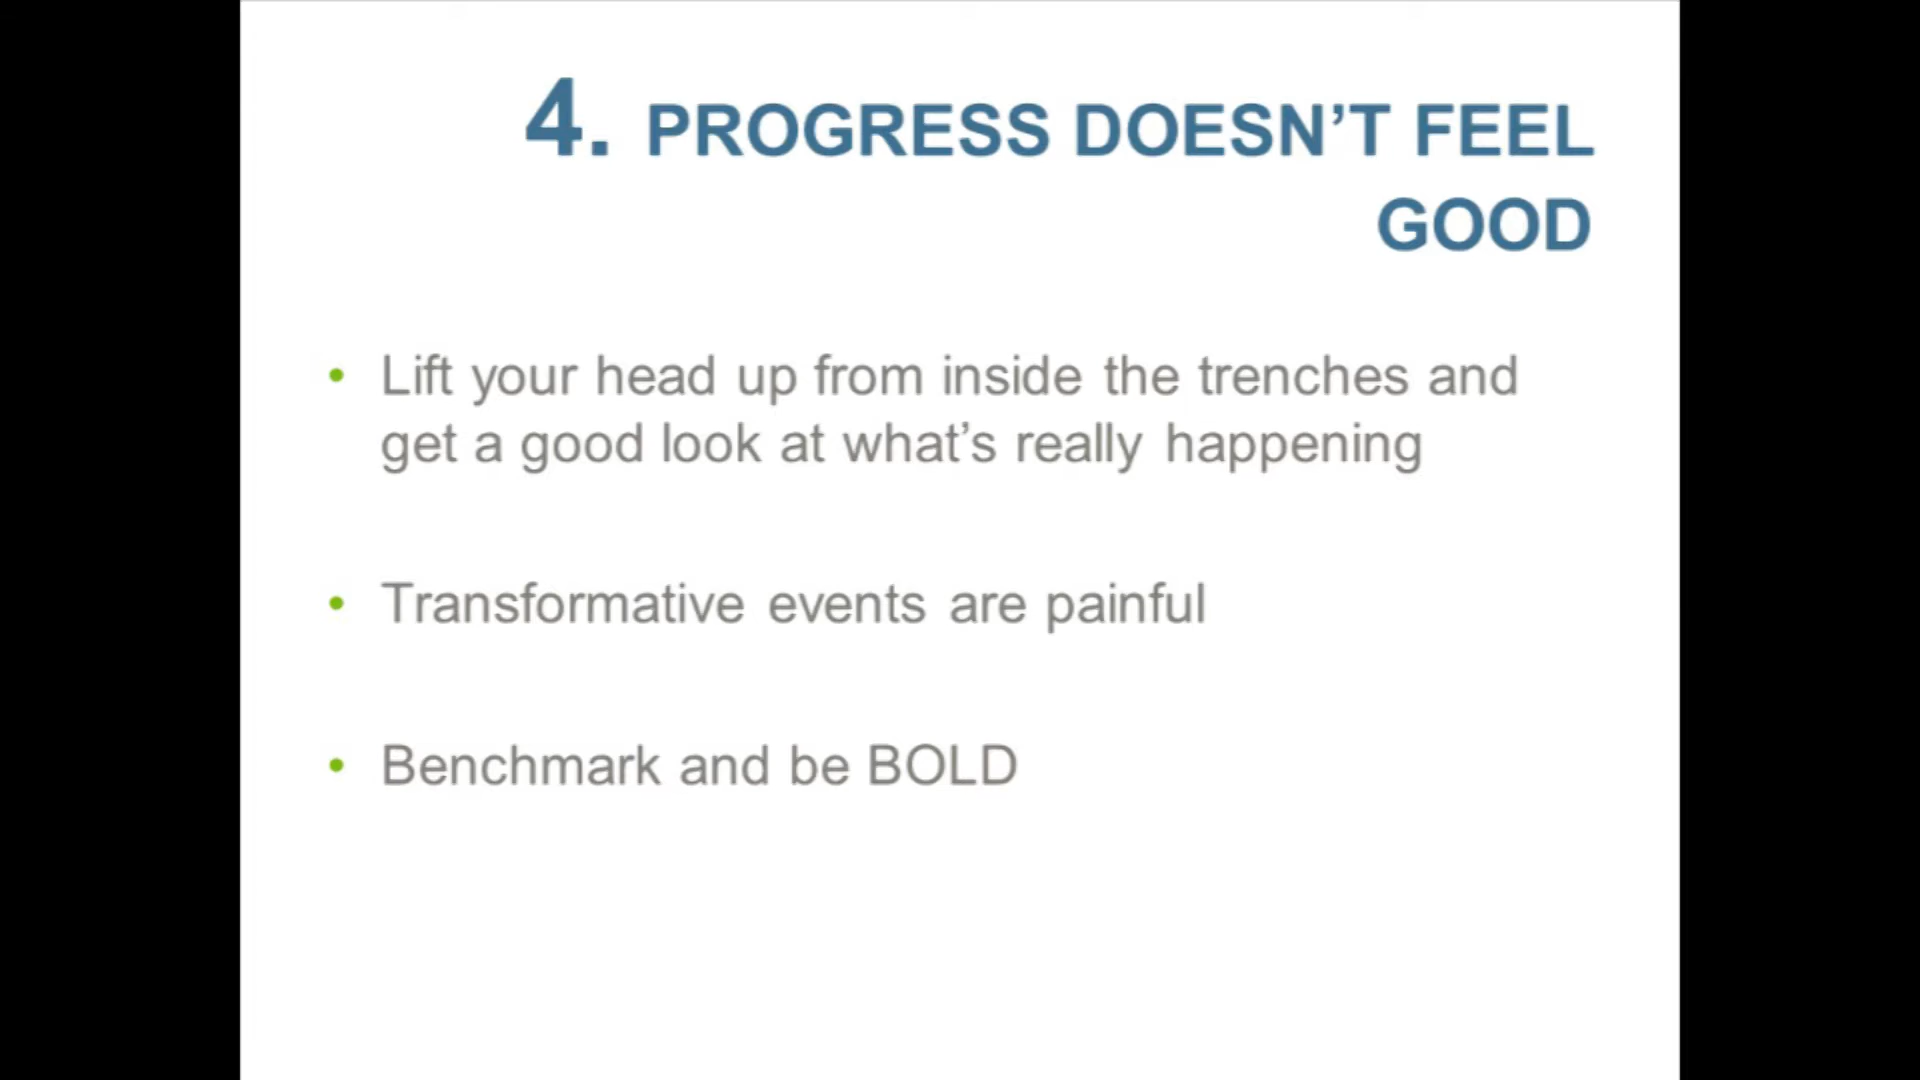 4. PROGRESS DOESN’T FEEL
GOOD
• Lift your head up from inside the trenches and
get a good look at what’s really happening
• Transformative events are painful
• Benchmark and be BOLD